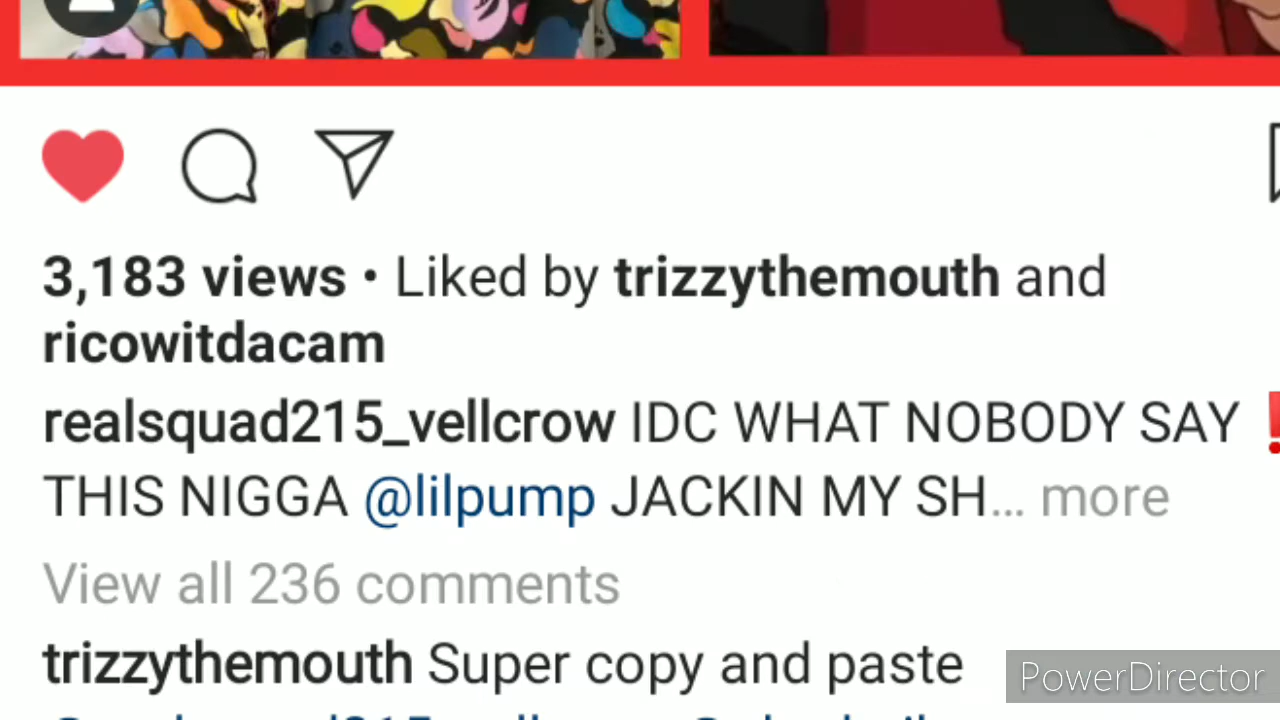 3,183 views • Liked by trizzythemouth and
ricowitdacam
realsquad215_vellcrow IDC WHAT NOBODY SAY ❗
THIS NIGGA @lilpump JACKIN MY SH... more
View all 236 comments
trizzythemouth Super copy and paste
PowerDirector